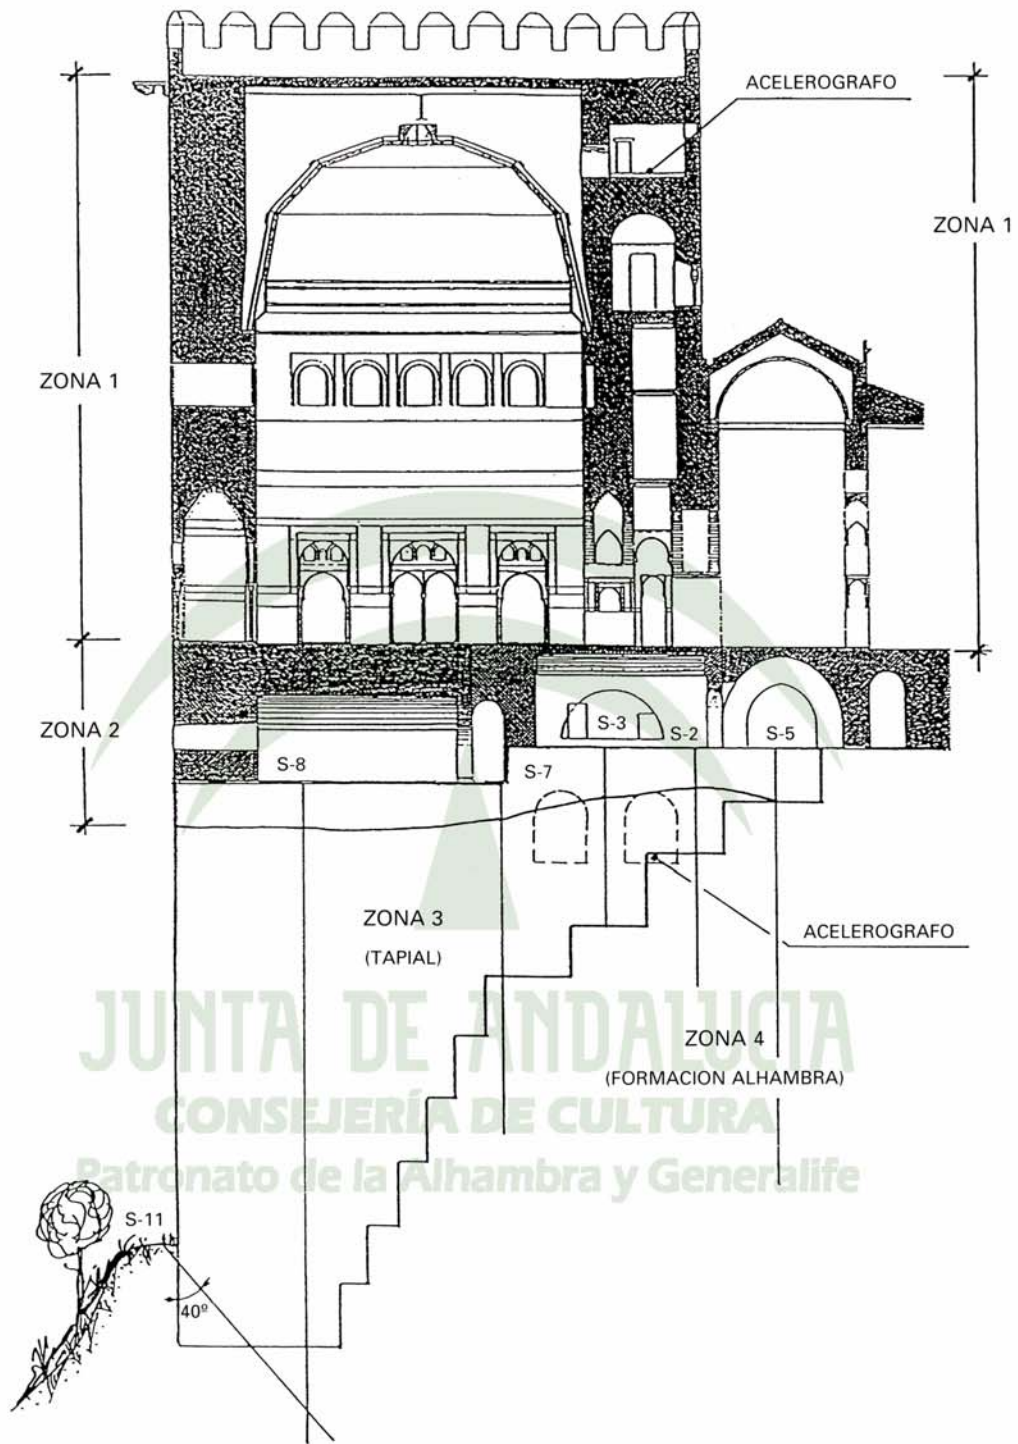 ACELEROGRAFO
ZONA 1
ZONA 1
ZONA 2
S-3
S-2
S-5
S-8
S-7
ZONA 3
(TAPIAL)
ACELEROGRAFO
ZONA 4
(FORMACION ALHAMBRA)
JUNTA DE ANDALUCIA
CONSEJERÍA DE CULTURA
Patronato de la Alhambra y Generalife
S-11
40º